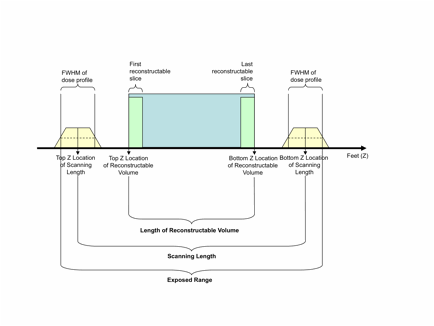 First
reconstructable
slice
Last
reconstructable
slice
FWHM of
dose profile
FWHM of
dose profile
Feet (Z)
Top Z Location
of Scanning
Length
Top Z Location
of Reconstructable
Volume
Bottom Z Location
of Reconstructable
Volume
Bottom Z Location
of Scanning
Length
Length of Reconstructable Volume
Scanning Length
Exposed Range